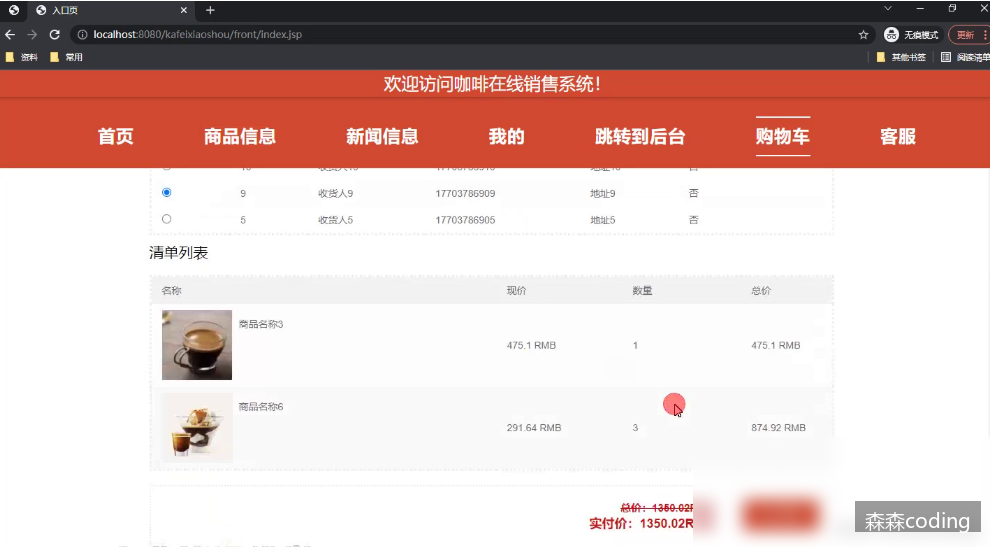 入口页
localhost:8080/kafeixiaoshou/front/index.jsp
无痕模式
更新
资料 常用 其他书签 阅读清单
欢迎访问咖啡在线销售系统！
首页 商品信息 新闻信息 我的 跳转到后台 购物车 客服
9 收货人9 17703786909 地址9 否
5 收货人5 17703786905 地址5 否
清单列表
名称 现价 数量 总价
商品名称3
475.1 RMB 1 475.1 RMB
商品名称6
291.64 RMB 3 874.92 RMB
总价：1350.02R
实付价：1350.02R
森森coding